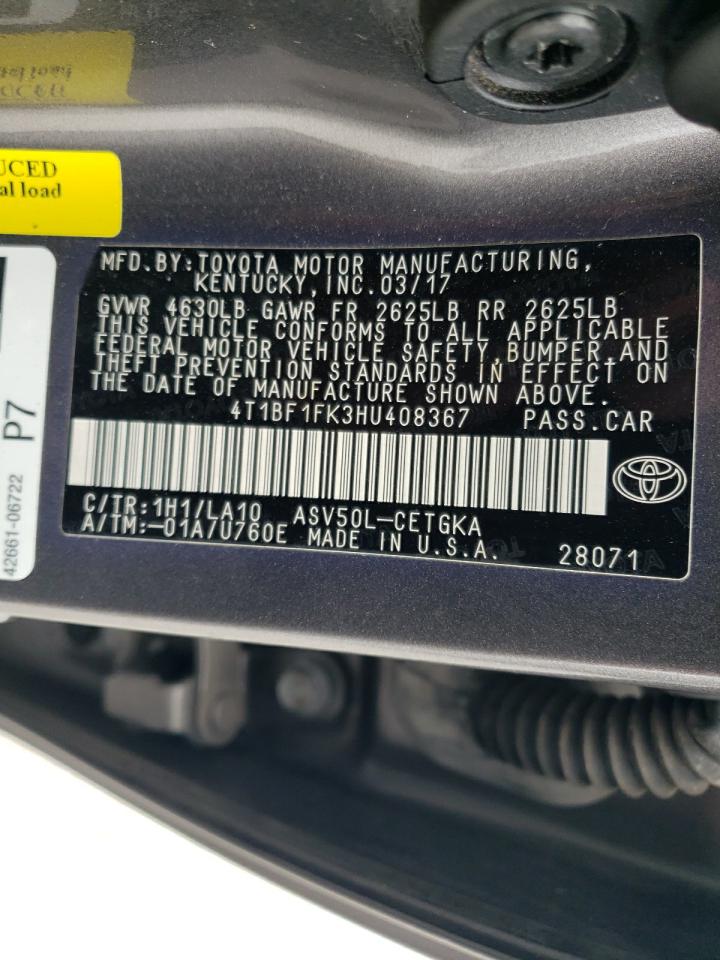 UCED
al load
P7
42661-06722
MFD.BY:TOYOTA MOTOR MANUFACTURING,
KENTUCKY,INC.03/17
GVWR 4630LB GAWR FR 2625LB RR 2625LB
THIS VEHICLE CONFORMS TO ALL APPLICABLE
FEDERAL MOTOR VEHICLE SAFETY,BUMPER,AND
THEFT PREVENTION STANDARDS IN EFFECT ON
THE DATE OF MANUFACTURE SHOWN ABOVE.
4T1BF1FK3HU408367 PASS.CAR
C/TR:1H1/LA10 ASV50L-CETGKA
A/TM:-01A/U760E MADE IN U.S.A. 28071